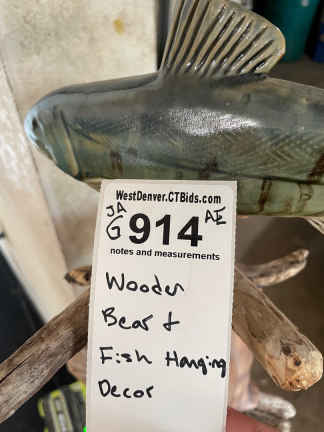 WestDenver.CTBids.com
JA G 914 AE
notes and measurements
Wooden
Bear &
Fish Hanging
Decor